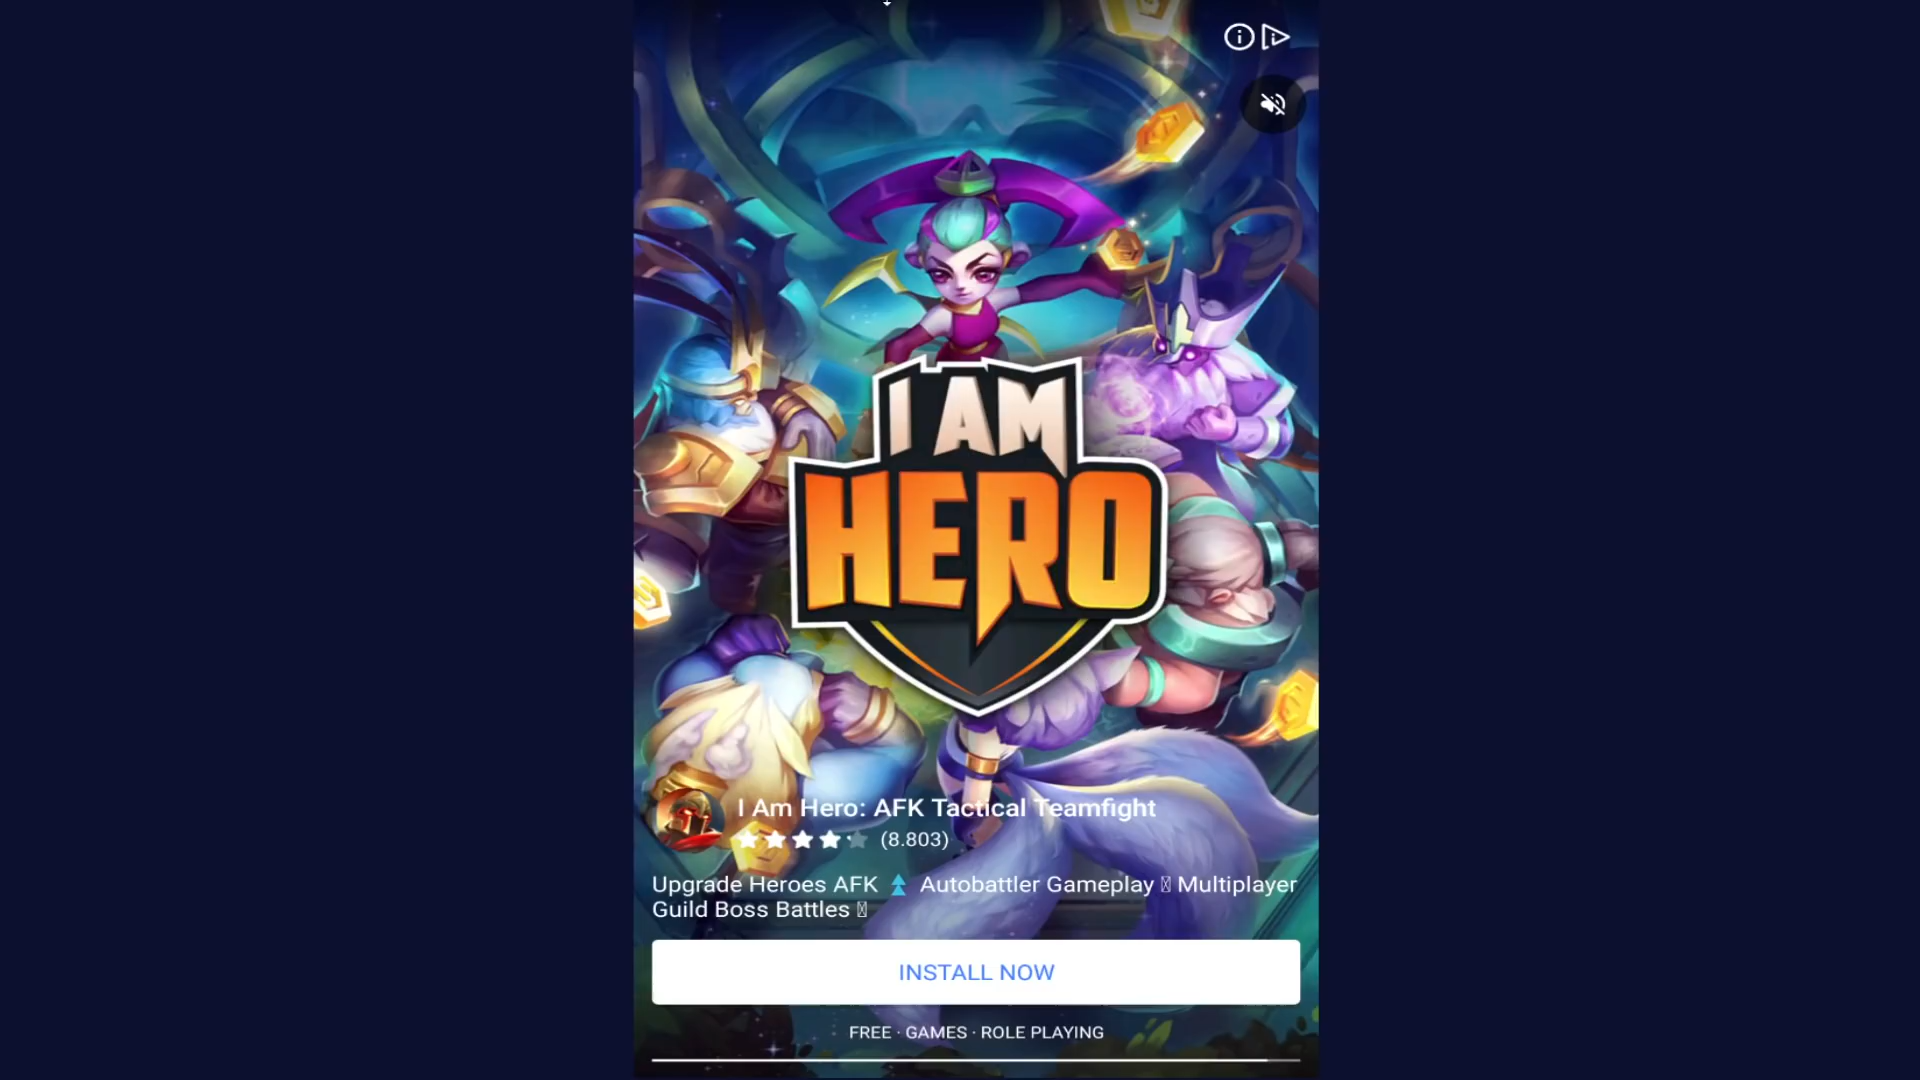 I AM
HERO
I Am Hero: AFK Tactical Teamfight
(8.803)
Upgrade Heroes AFK Autobattler Gameplay Multiplayer
Guild Boss Battles
INSTALL NOW
FREE · GAMES · ROLE PLAYING